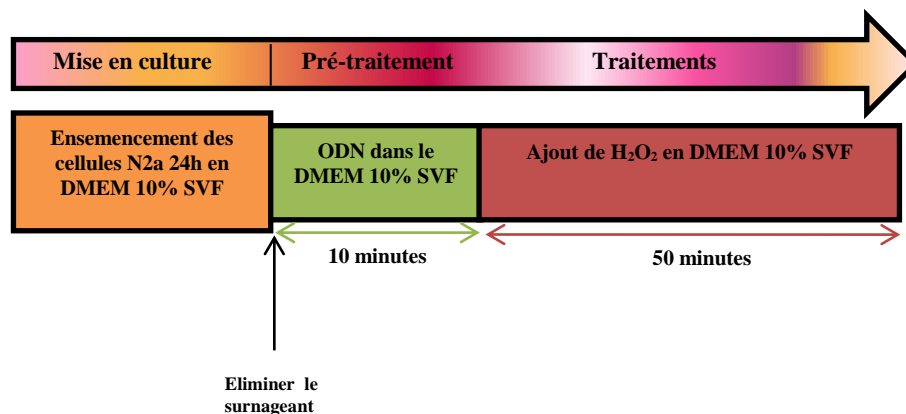 Mise en culture
Pré-traitement
Traitements
Ensemencement des
cellules N2a 24h en
DMEM 10% SVF
ODN dans le
DMEM 10% SVF
Ajout de H₂O₂ en DMEM 10% SVF
10 minutes
50 minutes
Eliminer le
surnageant